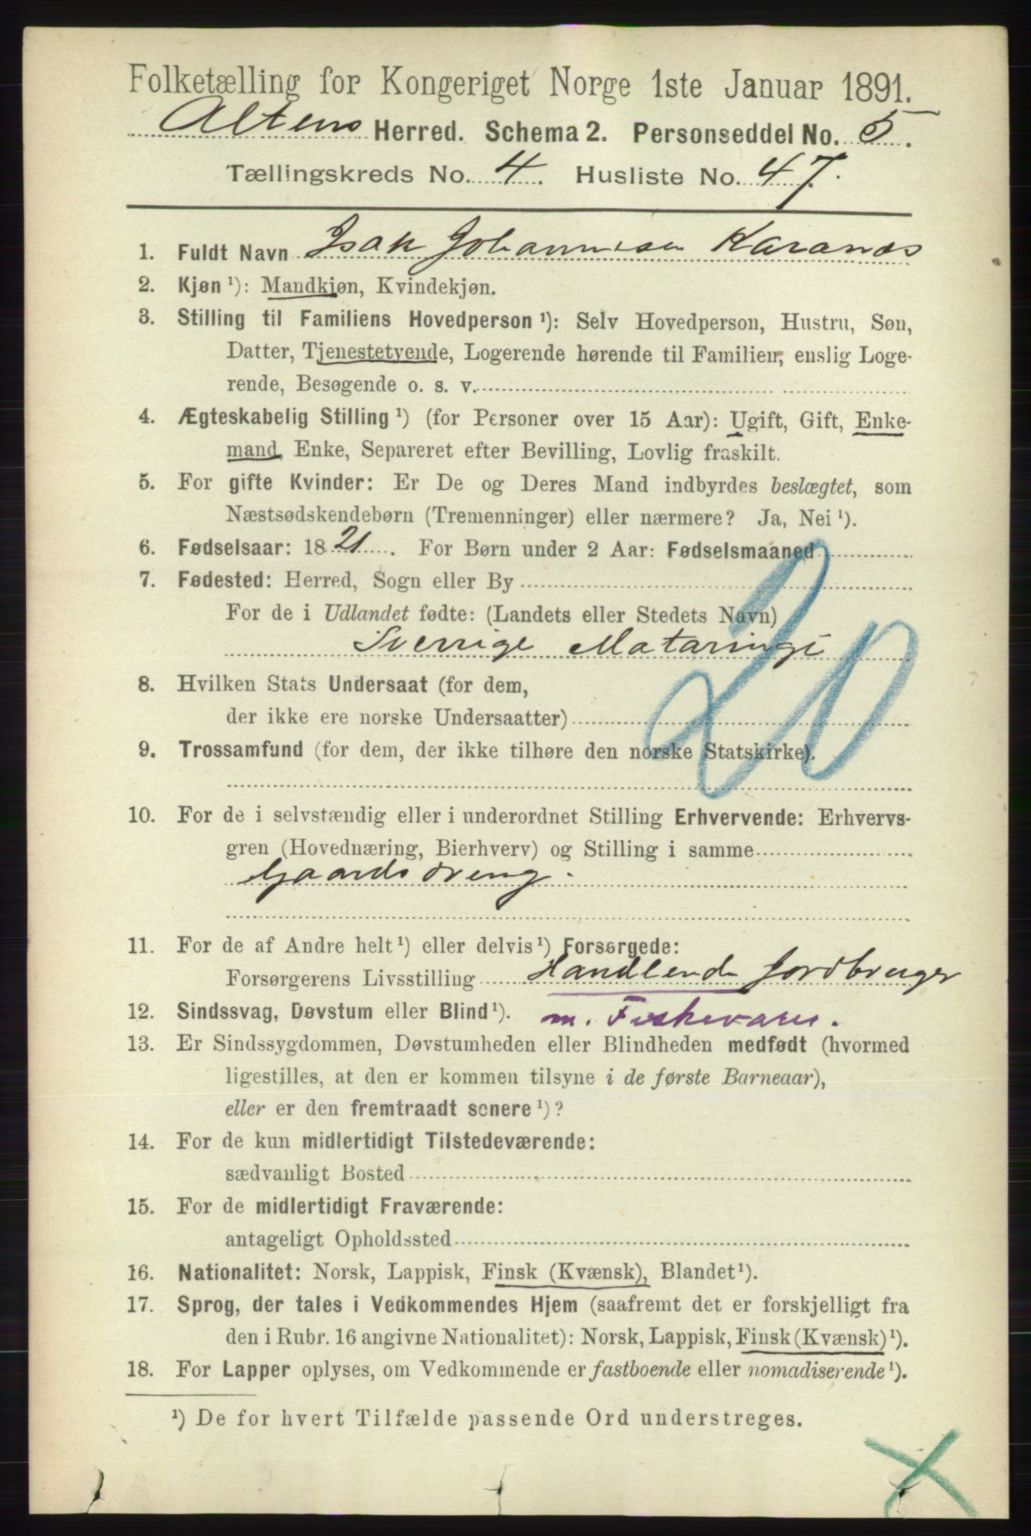 Folketælling for Kongeriget Norge 1ste Januar 1891.
Altens Herred. Schema 2. Personseddel No. 5.
Tællingskreds No. 4. Husliste No. 47.
1. Fuldt Navn Isak Johannesen Karanes
2. Kjøn ¹): Mandkjøn, Kvindekjøn.
3. Stilling til Familiens Hovedperson ¹): Selv Hovedperson, Hustru, Søn,
Datter, Tjenestetyende, Logerende hørende til Familien, enslig Loge-
rende, Besøgende o. s. v.
4. Ægteskabelig Stilling ¹) (for Personer over 15 Aar): Ugift, Gift, Enke-
mand, Enke, Separeret efter Bevilling, Lovlig fraskilt.
5. For gifte Kvinder: Er De og Deres Mand indbyrdes beslægtet, som
Næstsødskendebørn (Tremenninger) eller nærmere? Ja, Nei ¹).
6. Fødselsaar: 1821. For Børn under 2 Aar: Fødselsmaaned
7. Fødested: Herred, Sogn eller By
For de i Udlandet fødte: (Landets eller Stedets Navn)
Sverrige Mataringi
20
8. Hvilken Stats Undersaat (for dem,
der ikke ere norske Undersaatter)
9. Trossamfund (for dem, der ikke tilhøre den norske Statskirke).
10. For de i selvstændig eller i underordnet Stilling Erhvervende: Erhvervs-
gren (Hovednæring, Bierhverv) og Stilling i samme
Gaardsdreng.
11. For de af Andre helt ¹) eller delvis ¹) Forsørgede:
Forsørgerens Livsstilling Handlende Jordbruger
12. Sindssvag, Døvstum eller Blind ¹). m. Fiskevarer.
13. Er Sindssygdommen, Døvstumheden eller Blindheden medfødt (hvormed
ligestilles, at den er kommen tilsyne i de første Barneaar),
eller er den fremtraadt senere ¹)?
14. For de kun midlertidigt Tilstedeværende:
sædvanligt Bosted
15. For de midlertidigt Fraværende:
antageligt Opholdssted
16. Nationalitet: Norsk, Lappisk, Finsk (Kvænsk), Blandet ¹).
17. Sprog, der tales i Vedkommendes Hjem (saafremt det er forskjelligt fra
den i Rubr. 16 angivne Nationalitet): Norsk, Lappisk, Finsk (Kvænsk) ¹).
18. For Lapper oplyses, om Vedkommende er fastboende eller nomadiserende ¹).
¹) De for hvert Tilfælde passende Ord understreges.